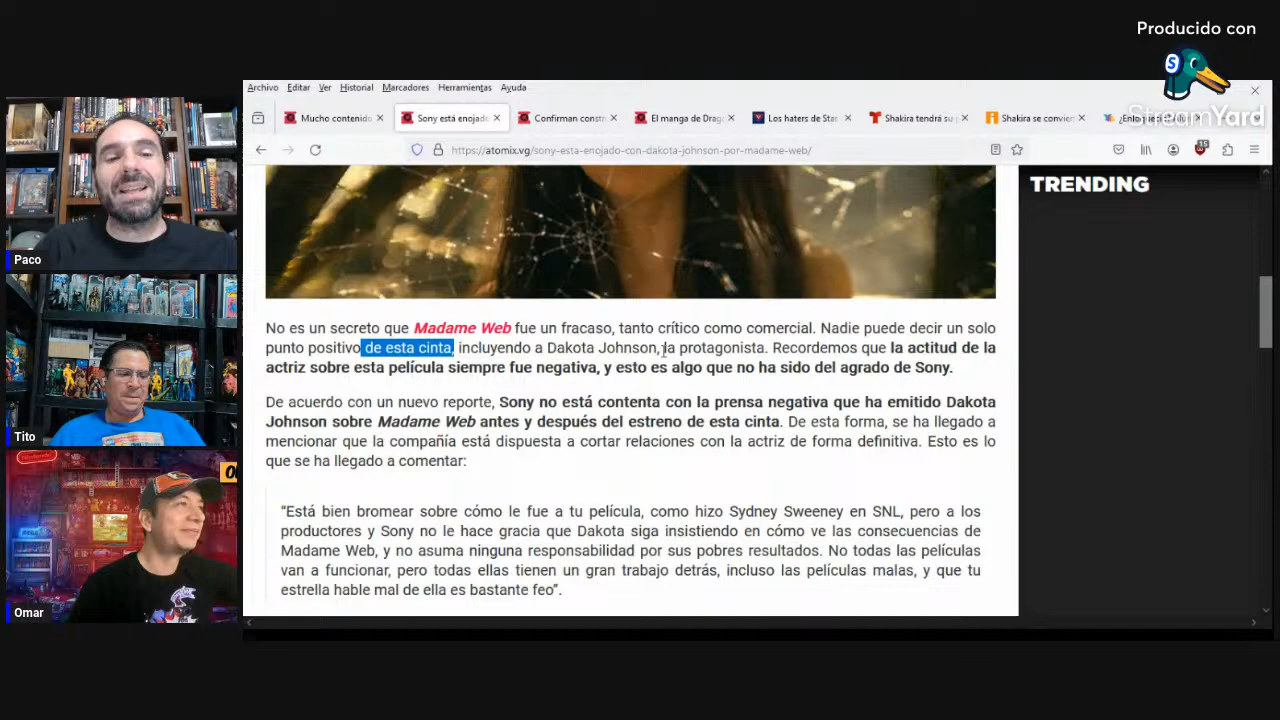 Producido con
StreamYard
Archivo Editar Ver Historial Marcadores Herramientas Ayuda
Mucho contenido
Sony está enojado
Confirman constr
El manga de Drag
Los haters de Star
Shakira tendrá su
Shakira se convier
https://atomix.vg/sony-esta-enojado-con-dakota-johnson-por-madame-web/
TRENDING
No es un secreto que Madame Web fue un fracaso, tanto crítico como comercial. Nadie puede decir un solo
punto positivo de esta cinta, incluyendo a Dakota Johnson, la protagonista. Recordemos que la actitud de la
actriz sobre esta película siempre fue negativa, y esto es algo que no ha sido del agrado de Sony.
De acuerdo con un nuevo reporte, Sony no está contenta con la prensa negativa que ha emitido Dakota
Johnson sobre Madame Web antes y después del estreno de esta cinta. De esta forma, se ha llegado a
mencionar que la compañía está dispuesta a cortar relaciones con la actriz de forma definitiva. Esto es lo
que se ha llegado a comentar:
“Está bien bromear sobre cómo le fue a tu película, como hizo Sydney Sweeney en SNL, pero a los
productores y Sony no le hace gracia que Dakota siga insistiendo en cómo ve las consecuencias de
Madame Web, y no asuma ninguna responsabilidad por sus pobres resultados. No todas las películas
van a funcionar, pero todas ellas tienen un gran trabajo detrás, incluso las películas malas, y que tu
estrella hable mal de ella es bastante feo”.
Paco
Tito
Omar